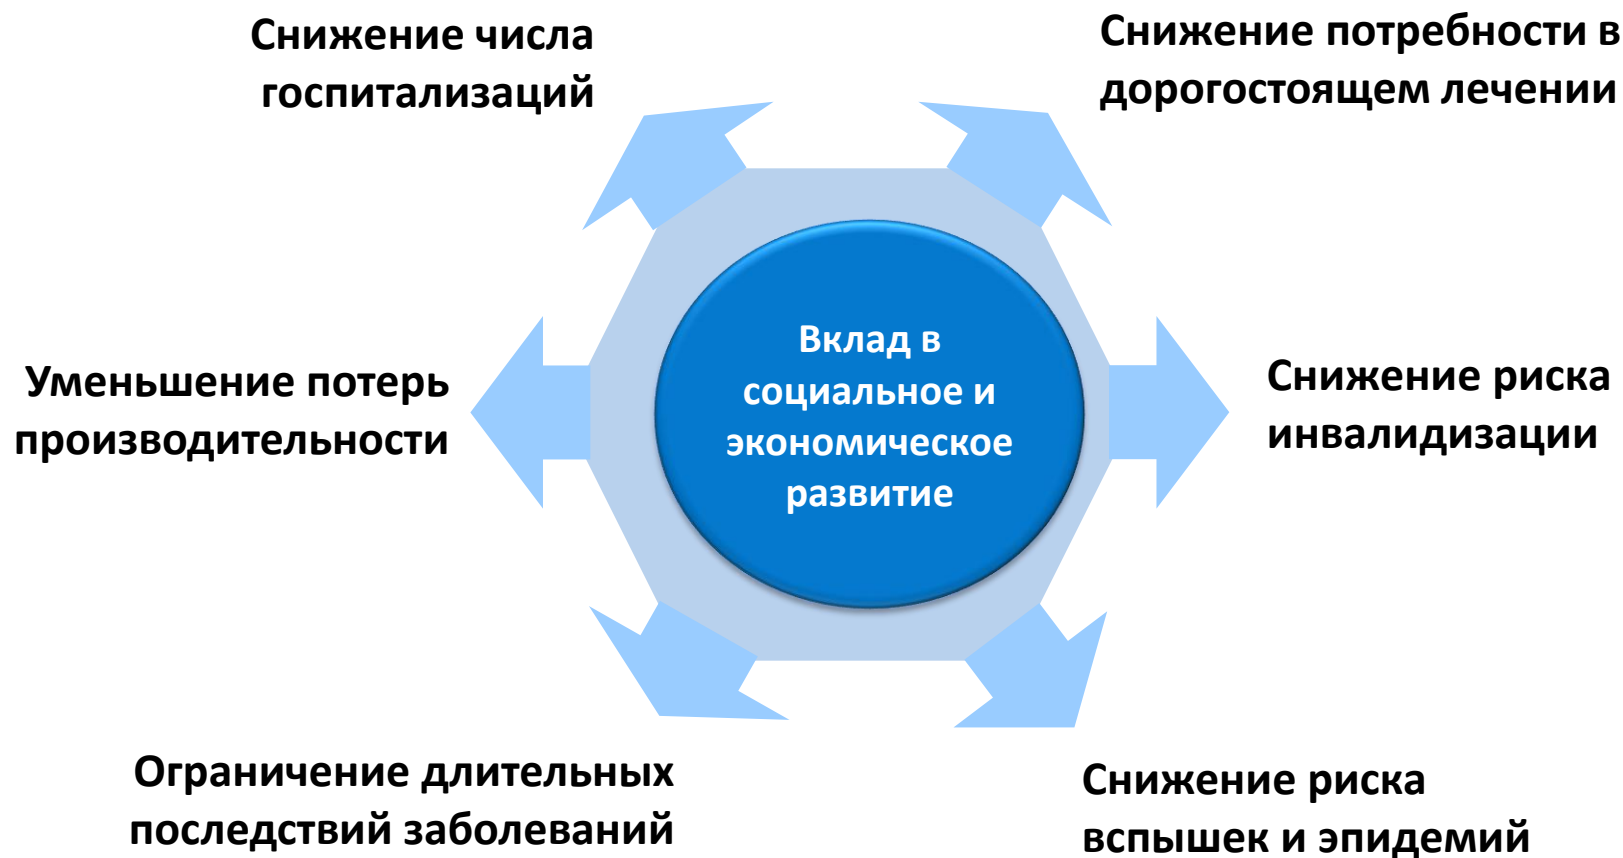 Снижение числа
госпитализаций
Снижение потребности в
дорогостоящем лечении
Уменьшение потерь
производительности
Вклад в
социальное и
экономическое
развитие
Снижение риска
инвалидизации
Ограничение длительных
последствий заболеваний
Снижение риска
вспышек и эпидемий